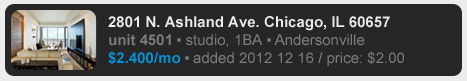 2801 N. Ashland Ave. Chicago, IL 60657
unit 4501 • studio, 1BA • Andersonville
$2.400/mo • added 2012 12 16 / price: $2.00